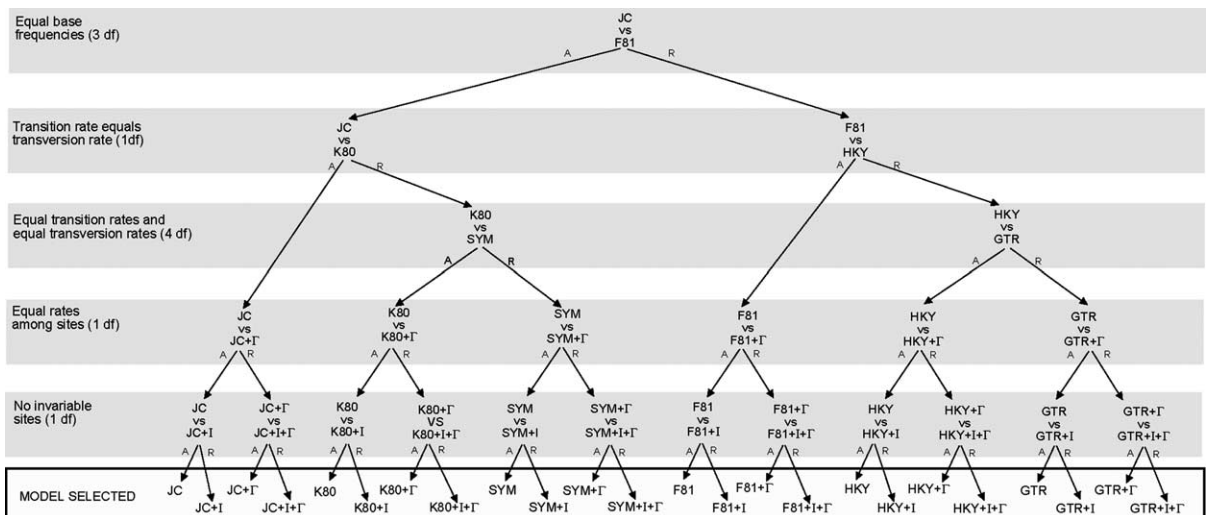 Equal base
frequencies (3 df)
JC
vs
F81
A R
Transition rate equals
transversion rate (1df)
JC
vs
K80
A R
F81
vs
HKY
A R
Equal transition rates and
equal transversion rates (4 df)
K80
vs
SYM
A R
HKY
vs
GTR
A R
Equal rates
among sites (1 df)
JC
vs
JC+Γ
A R
K80
vs
K80+Γ
A R
SYM
vs
SYM+Γ
A R
F81
vs
F81+Γ
A R
HKY
vs
HKY+Γ
A R
GTR
vs
GTR+Γ
A R
No invariable
sites (1 df)
JC
vs
JC+I
A R
JC+Γ
vs
JC+I+Γ
A R
K80
vs
K80+I
A R
K80+Γ
VS
K80+I+Γ
A R
SYM
vs
SYM+I
A R
SYM+Γ
vs
SYM+I+Γ
A R
F81
vs
F81+I
A R
F81+Γ
vs
F81+I+Γ
A R
HKY
vs
HKY+I
A R
HKY+Γ
vs
HKY+I+Γ
A R
GTR
vs
GTR+I
A R
GTR+Γ
vs
GTR+I+Γ
A R
MODEL SELECTED
JC
JC+I
JC+Γ
JC+I+Γ
K80
K80+I
K80+Γ
K80+I+Γ
SYM
SYM+I
SYM+Γ
SYM+I+Γ
F81
F81+I
F81+Γ
F81+I+Γ
HKY
HKY+I
HKY+Γ
HKY+I+Γ
GTR
GTR+I
GTR+Γ
GTR+I+Γ